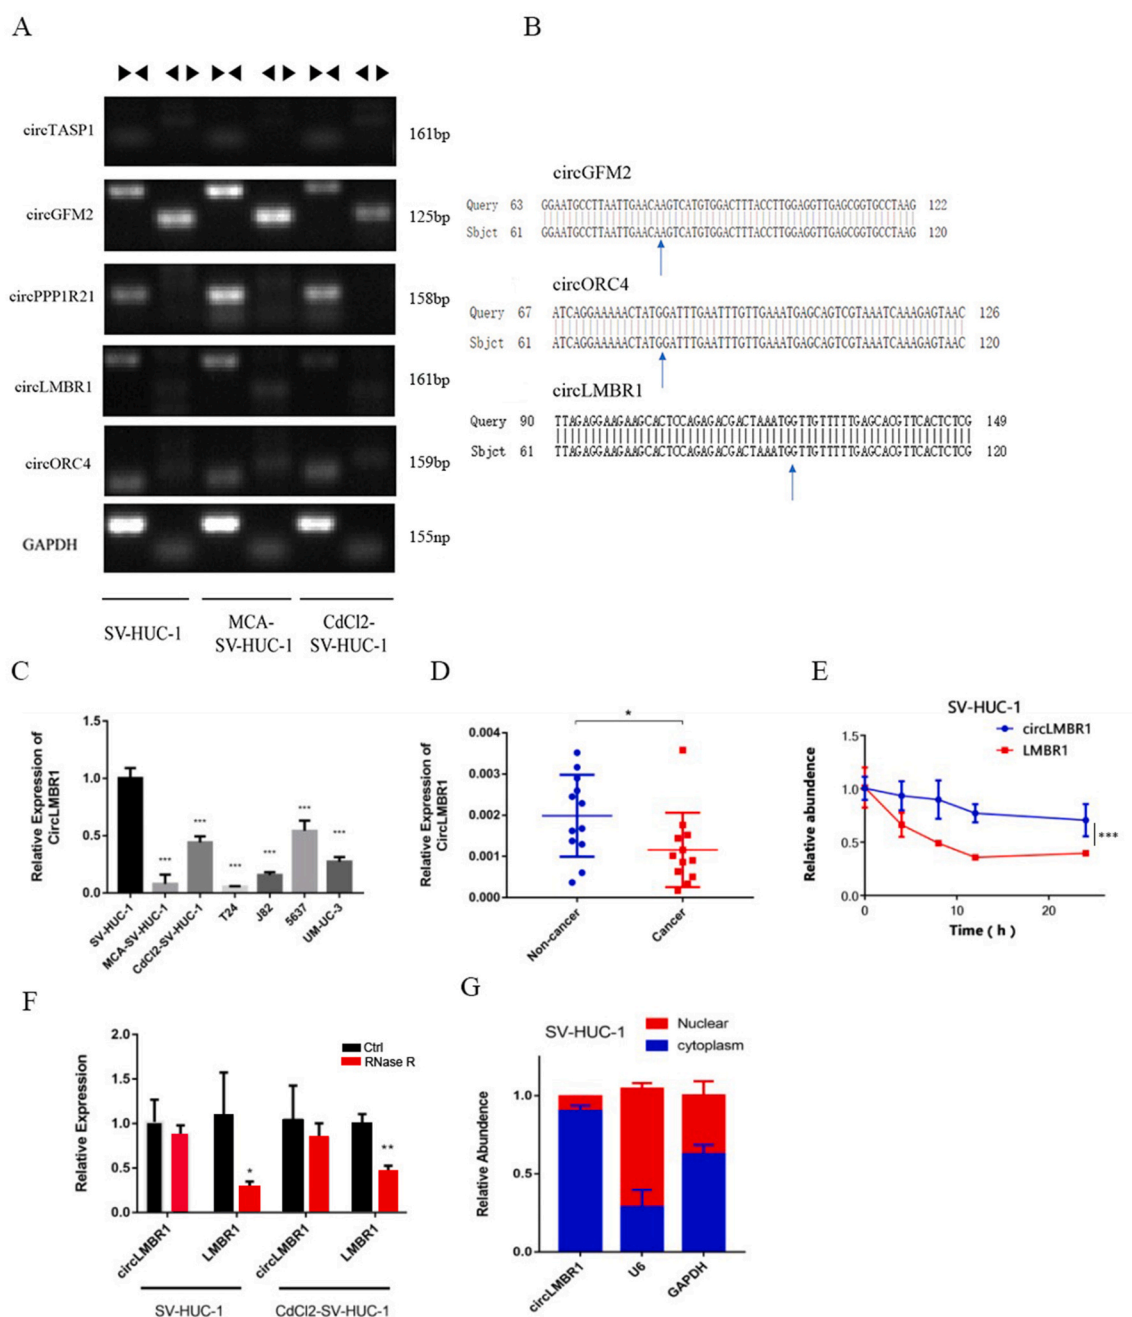 A
circTASP1
161bp
circGFM2
125bp
circPPP1R21
158bp
circLMBR1
161bp
circORC4
159bp
GAPDH
155np
SV-HUC-1
MCA-
SV-HUC-1
CdCl2-
SV-HUC-1
B
circGFM2
Query 63 GGAATGCCTTAATTGAACAAGTCATGTGGACTTTACCTTGGAGGTTGAGCGGTGCCTAAG 122
Sbjct 61 GGAATGCCTTAATTGAACAAGTCATGTGGACTTTACCTTGGAGGTTGAGCGGTGCCTAAG 120
circORC4
Query 67 ATCAGGAAAAACTATGGATTTGAATTTGTTGAAATGAGCAGTCGTAAATCAAAGAGTAAC 126
Sbjct 61 ATCAGGAAAAACTATGGATTTGAATTTGTTGAAATGAGCAGTCGTAAATCAAAGAGTAAC 120
circLMBR1
Query 90 TTAGAGGAAGAAGCACTCCAGAGACGACTAAATGGTTGTTTTTGAGCACGTTCACTCTCG 149
Sbjct 61 TTAGAGGAAGAAGCACTCCAGAGACGACTAAATGGTTGTTTTTGAGCACGTTCACTCTCG 120
C
Relative Expression of
CircLMBR1
1.5
1.0
0.5
0.0
***
***
***
***
***
***
SV-HUC-1
MCA-SV-HUC-1
CdCl2-SV-HUC-1
T24
J82
5637
UM-UC-3
D
Relative Expression of
CircLMBR1
0.004
0.003
0.002
0.001
0.000
*
Non-cancer
Cancer
E
SV-HUC-1
circLMBR1
LMBR1
Relative abundance
1.5
1.0
0.5
0.0
***
0
10
20
Time ( h )
F
Relative Expression
2.0
1.5
1.0
0.5
0.0
Ctrl
RNase R
*
**
circLMBR1
LMBR1
circLMBR1
LMBR1
SV-HUC-1
CdCl2-SV-HUC-1
G
SV-HUC-1
Nuclear
cytoplasm
Relative Abundance
1.0
0.5
0.0
circLMBR1
U6
GAPDH